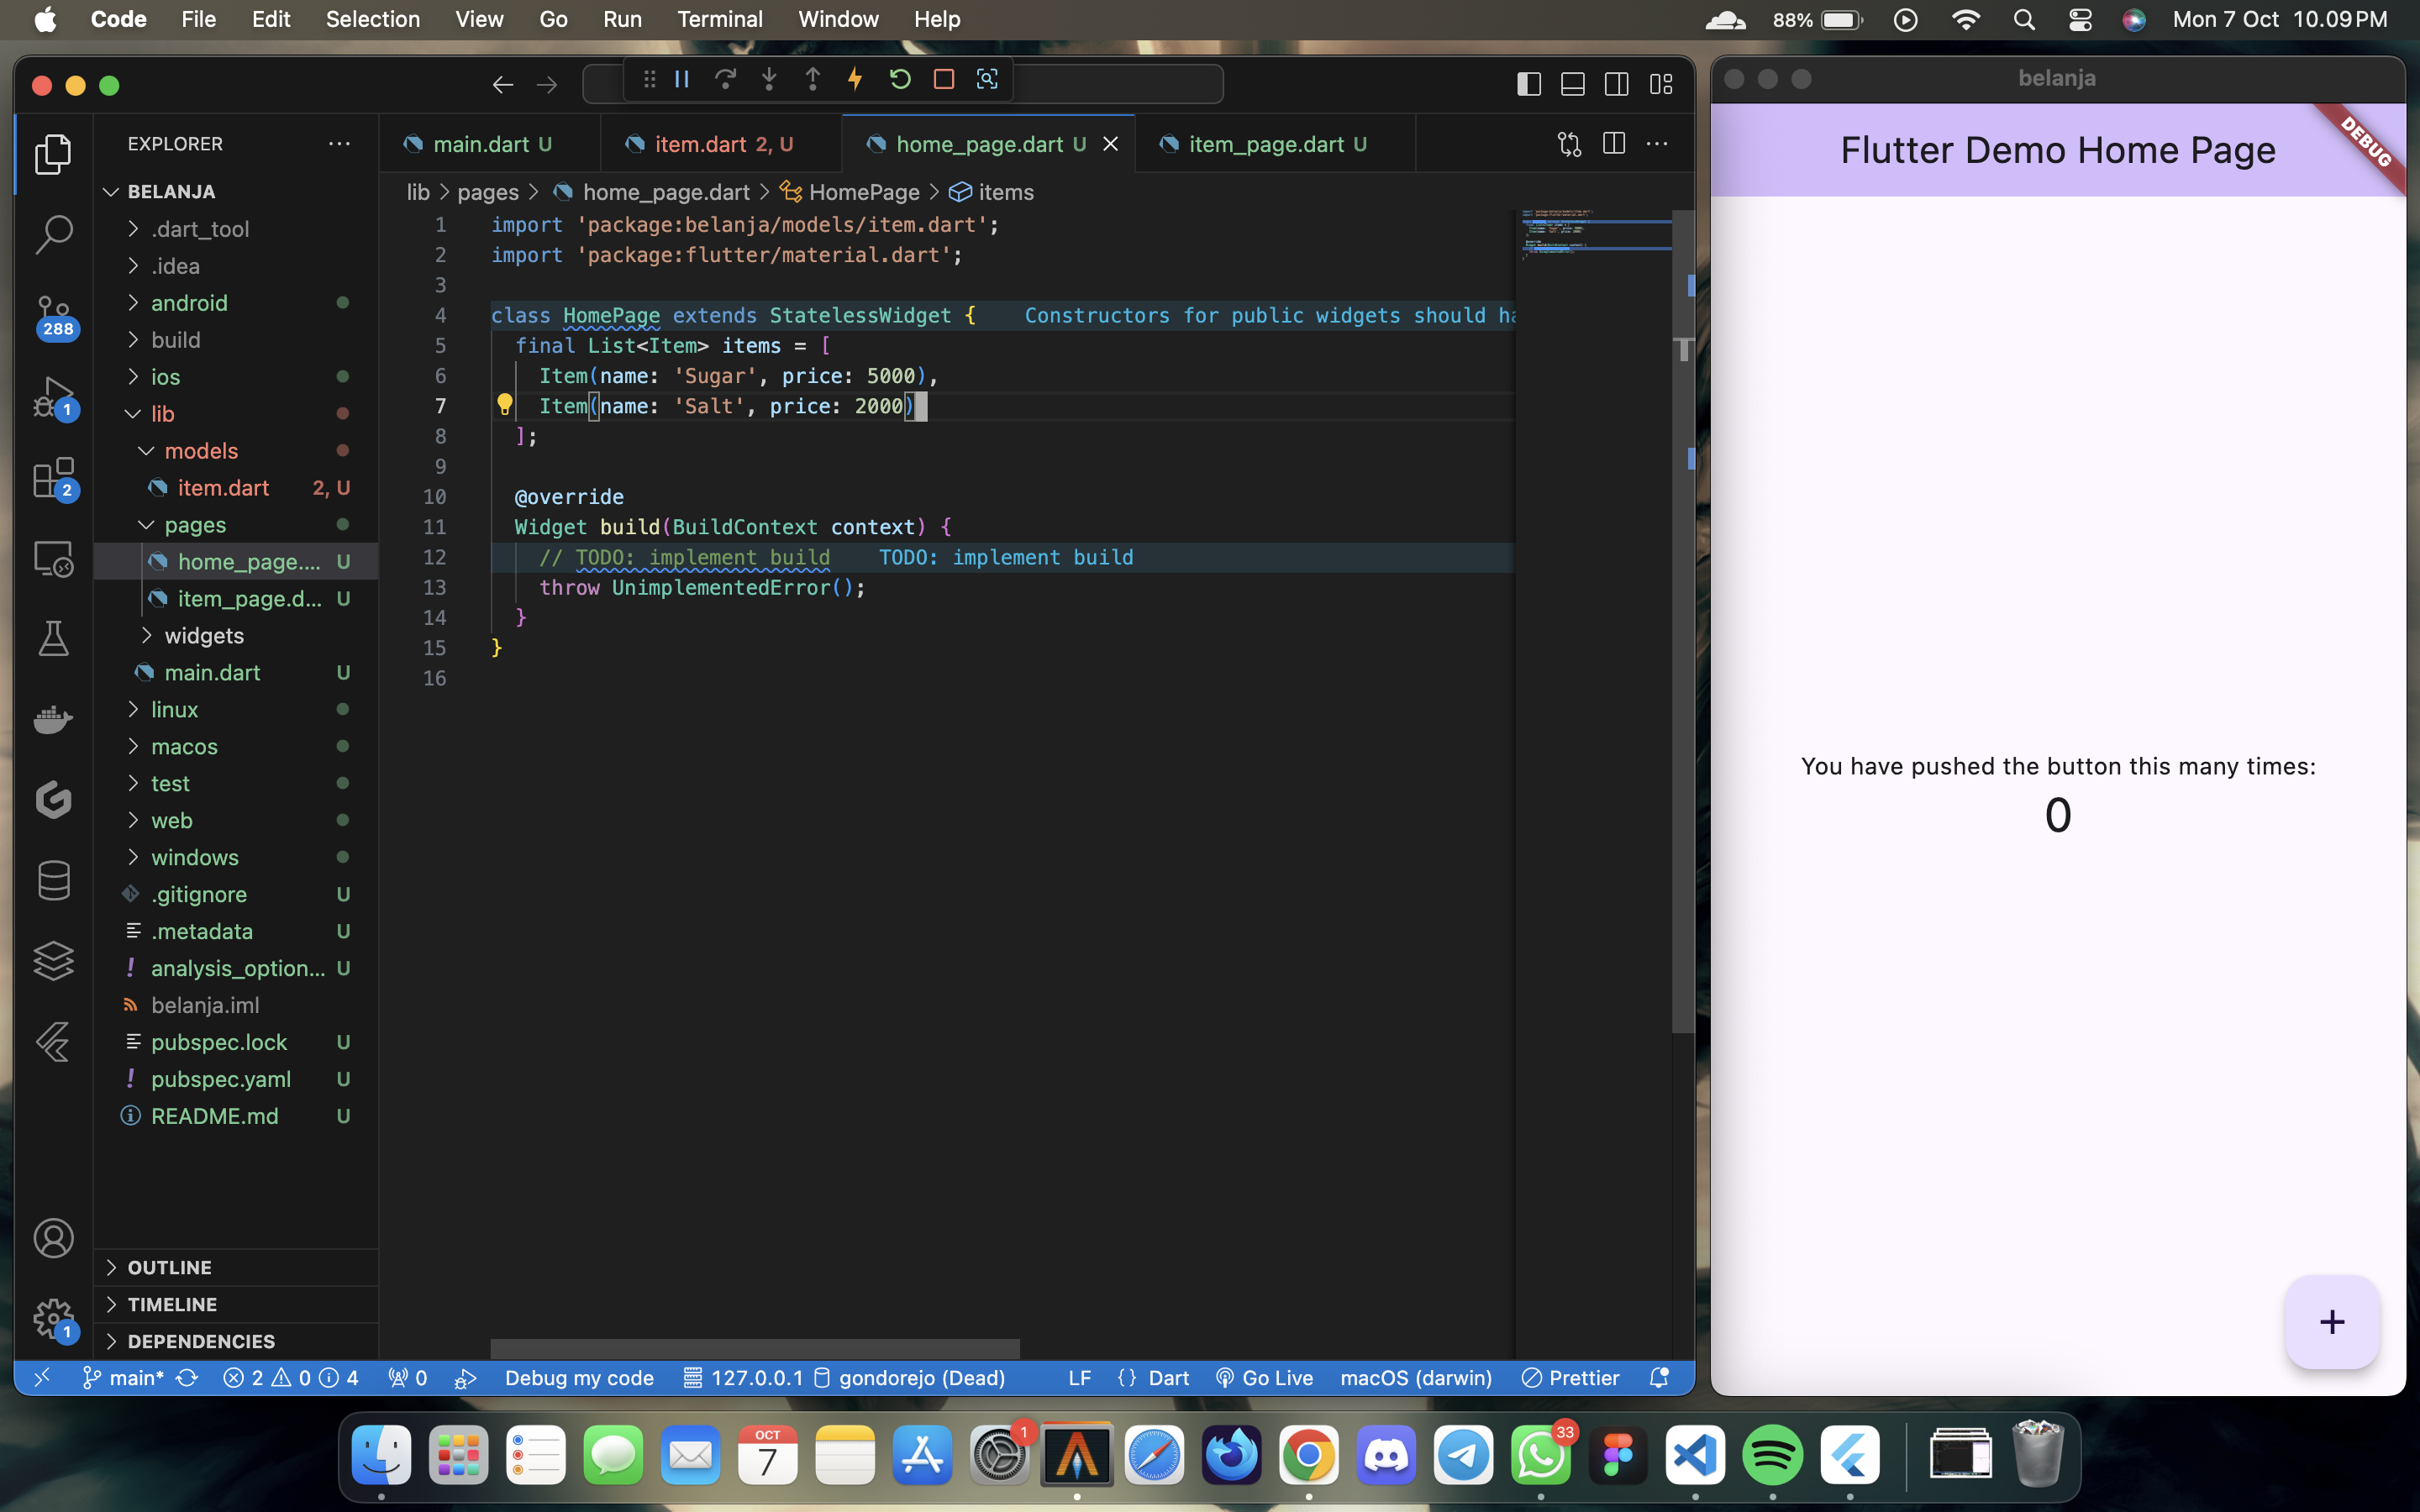 Code File Edit Selection View Go Run Terminal Window Help 88% Mon 7 Oct 10.09 PM
EXPLORER
BELANJA
.dart_tool
.idea
android
build
ios
lib
models
item.dart 2, U
pages
home_page.... U
item_page.d... U
widgets
main.dart U
linux
macos
test
web
windows
.gitignore U
.metadata U
analysis_option... U
belanja.iml
pubspec.lock U
pubspec.yaml U
README.md U
OUTLINE
TIMELINE
DEPENDENCIES
288
1
2
1
main.dart U item.dart 2, U home_page.dart U item_page.dart U
lib > pages > home_page.dart > HomePage > items
1 import 'package:belanja/models/item.dart';
2 import 'package:flutter/material.dart';
3
4 class HomePage extends StatelessWidget { Constructors for public widgets should ha
5 final List<Item> items = [
6 Item(name: 'Sugar', price: 5000),
7 Item(name: 'Salt', price: 2000)
8 ];
9
10 @override
11 Widget build(BuildContext context) {
12 // TODO: implement build TODO: implement build
13 throw UnimplementedError();
14 }
15 }
16
main* 2 0 4 0 Debug my code 127.0.0.1 gondorejo (Dead) LF {} Dart Go Live macOS (darwin) Prettier
belanja
Flutter Demo Home Page
DEBUG
You have pushed the button this many times:
0
+
OCT
7
1
33